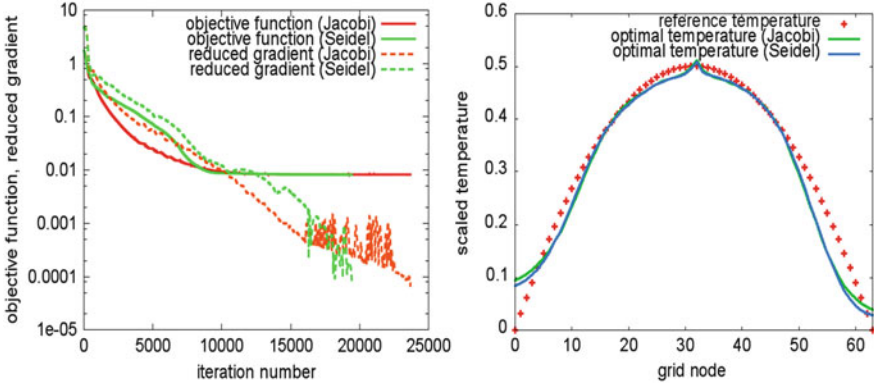 objective function, reduced gradient
10
1
0.1
0.01
0.001
0.0001
1e-05
objective function (Jacobi)
objective function (Seidel)
reduced gradient (Jacobi)
reduced gradient (Seidel)
0 5000 10000 15000 20000 25000
iteration number
scaled temperature
0.6
0.5
0.4
0.3
0.2
0.1
0
reference temperature
optimal temperature (Jacobi)
optimal temperature (Seidel)
0 10 20 30 40 50 60
grid node